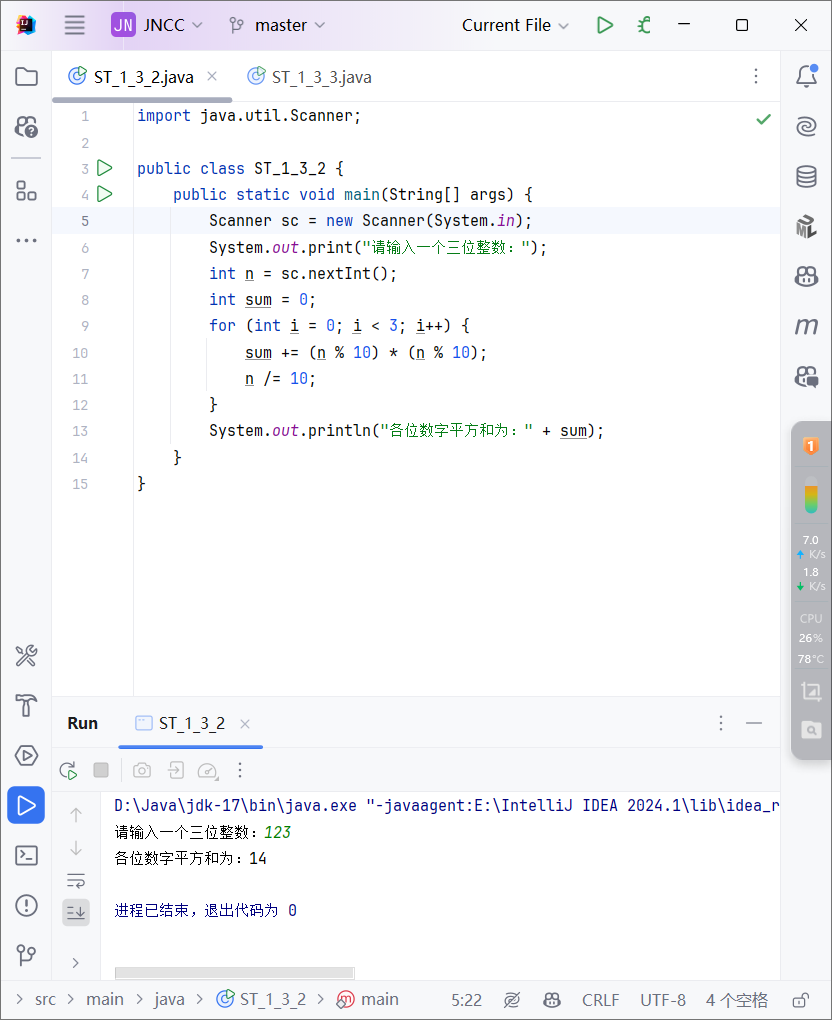 JN JNCC master Current File
ST_1_3_2.java ST_1_3_3.java
1 import java.util.Scanner;
2
3 public class ST_1_3_2 {
4 public static void main(String[] args) {
5 Scanner sc = new Scanner(System.in);
6 System.out.print("请输入一个三位整数：");
7 int n = sc.nextInt();
8 int sum = 0;
9 for (int i = 0; i < 3; i++) {
10 sum += (n % 10) * (n % 10);
11 n /= 10;
12 }
13 System.out.println("各位数字平方和为：" + sum);
14 }
15 }
UML
m
1
7.0
K/s
1.8
K/s
CPU
26%
78°C
Run ST_1_3_2
D:\Java\jdk-17\bin\java.exe "-javaagent:E:\IntelliJ IDEA 2024.1\lib\idea_r
请输入一个三位整数：123
各位数字平方和为：14
进程已结束，退出代码为 0
src main java ST_1_3_2 main 5:22 CRLF UTF-8 4 个空格